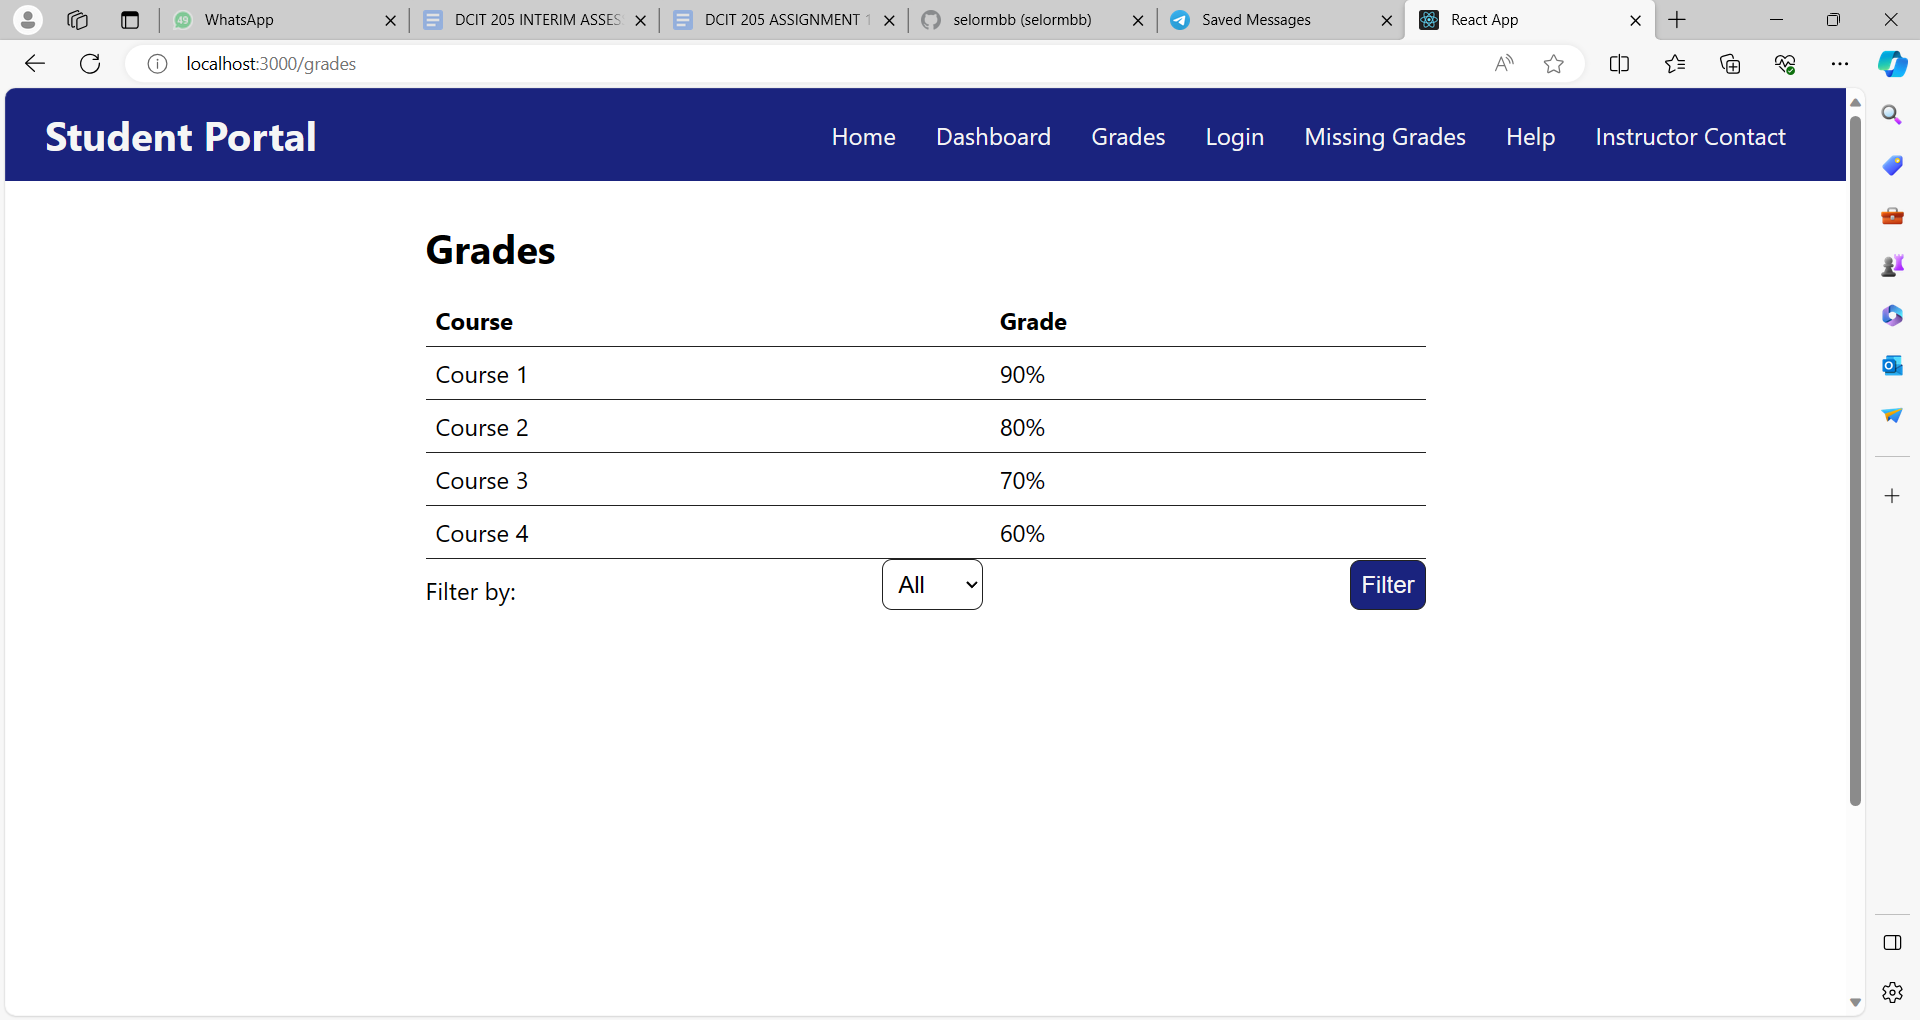 49 WhatsApp DCIT 205 INTERIM ASSES DCIT 205 ASSIGNMENT 1 selormbb (selormbb) Saved Messages React App
localhost:3000/grades
Student Portal Home Dashboard Grades Login Missing Grades Help Instructor Contact
Grades
Course Grade
Course 1 90%
Course 2 80%
Course 3 70%
Course 4 60%
Filter by: All Filter